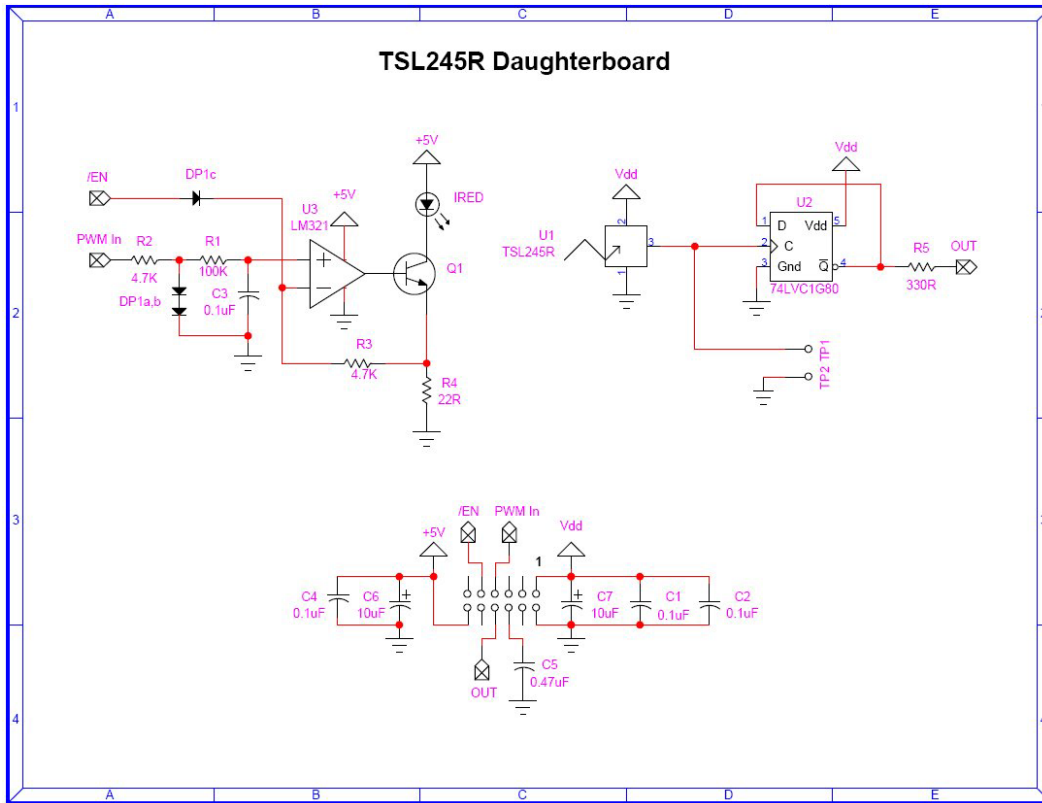 A B C D E
TSL245R Daughterboard
1
1
+5V
/EN
DP1c
+5V
IRED
U3
LM321
PWM In
R2
R1
4.7K
100K
Q1
DP1a,b
C3
0.1uF
R3
4.7K
R4
22R
Vdd
U1
TSL245R
2
3
1
Vdd
U2
1 D Vdd 5
2 C
3 Gnd Q 4
74LVC1G80
R5
330R
OUT
TP1
TP2
2
3
/EN
PWM In
+5V
Vdd
1
C4
0.1uF
C6
10uF
+
+
C7
10uF
C1
0.1uF
C2
0.1uF
OUT
C5
0.47uF
4
4
A B C D E